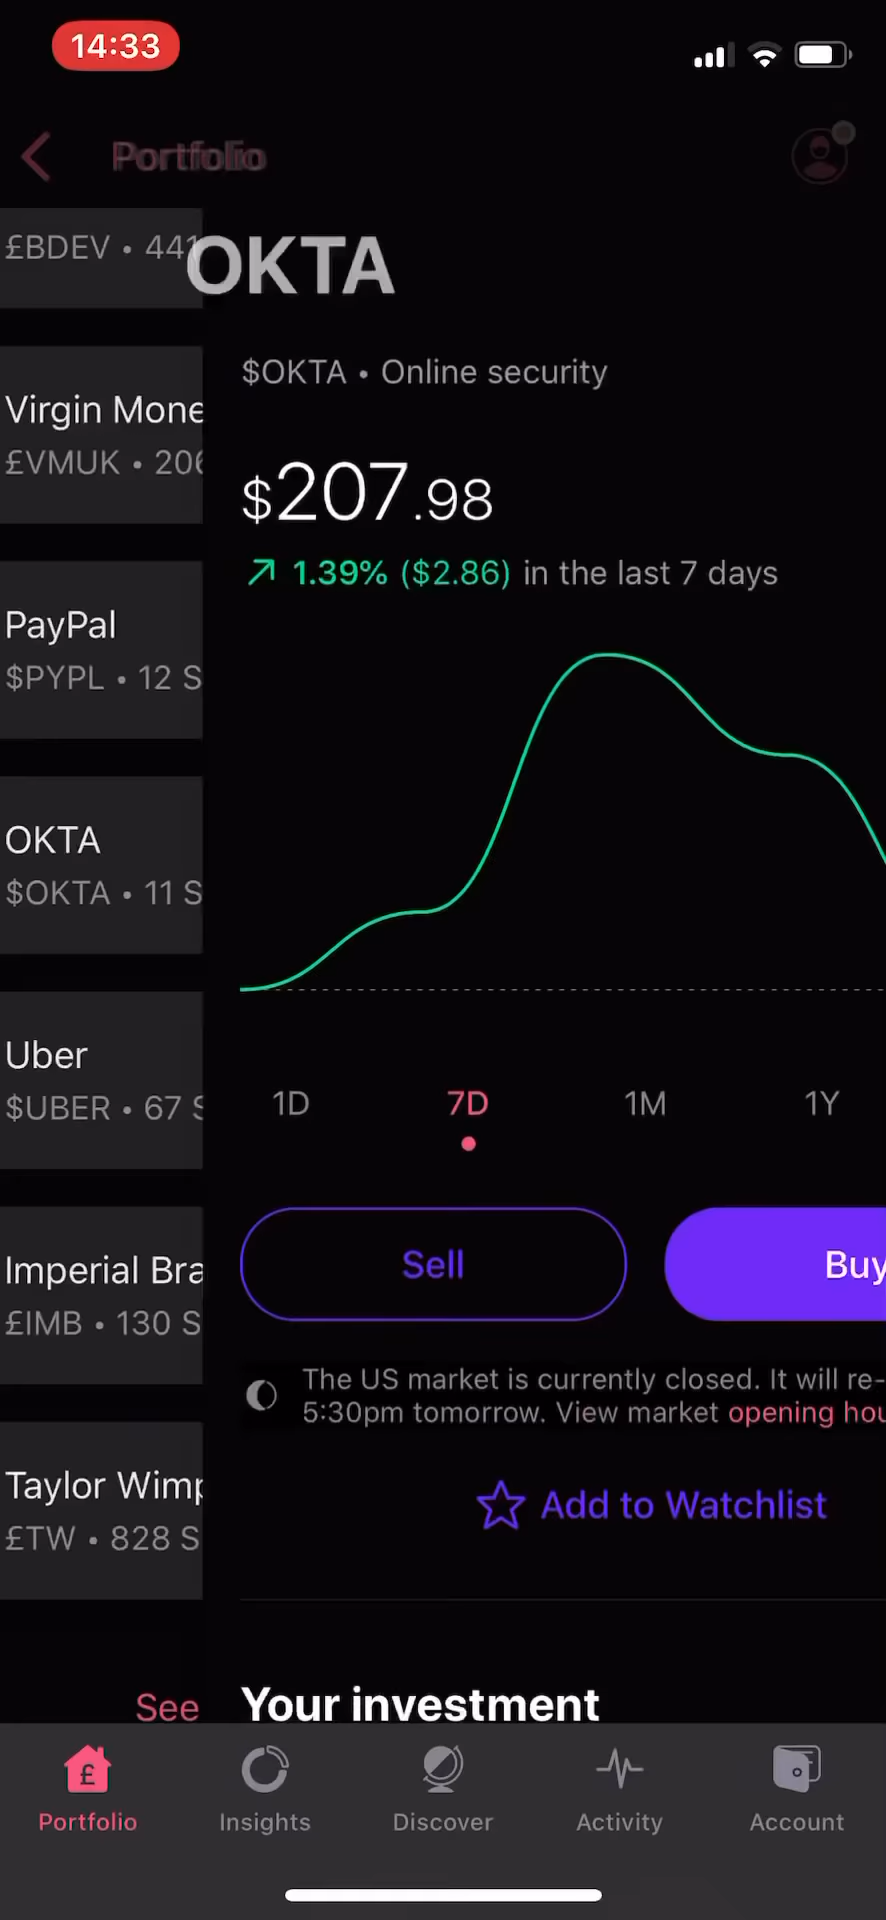 14:33
Portfolio
£BDEV • 441
OKTA
$OKTA • Online security
Virgin Mone
£VMUK • 206
$207.98
1.39% ($2.86) in the last 7 days
PayPal
$PYPL • 12 S
OKTA
$OKTA • 11 S
Uber
$UBER • 67 S
1D 7D 1M 1Y
Imperial Bra
£IMB • 130 S
Sell Buy
The US market is currently closed. It will re-
5:30pm tomorrow. View market opening hou
Taylor Wimp
£TW • 828 S
Add to Watchlist
See
Your investment
£
Portfolio Insights Discover Activity Account